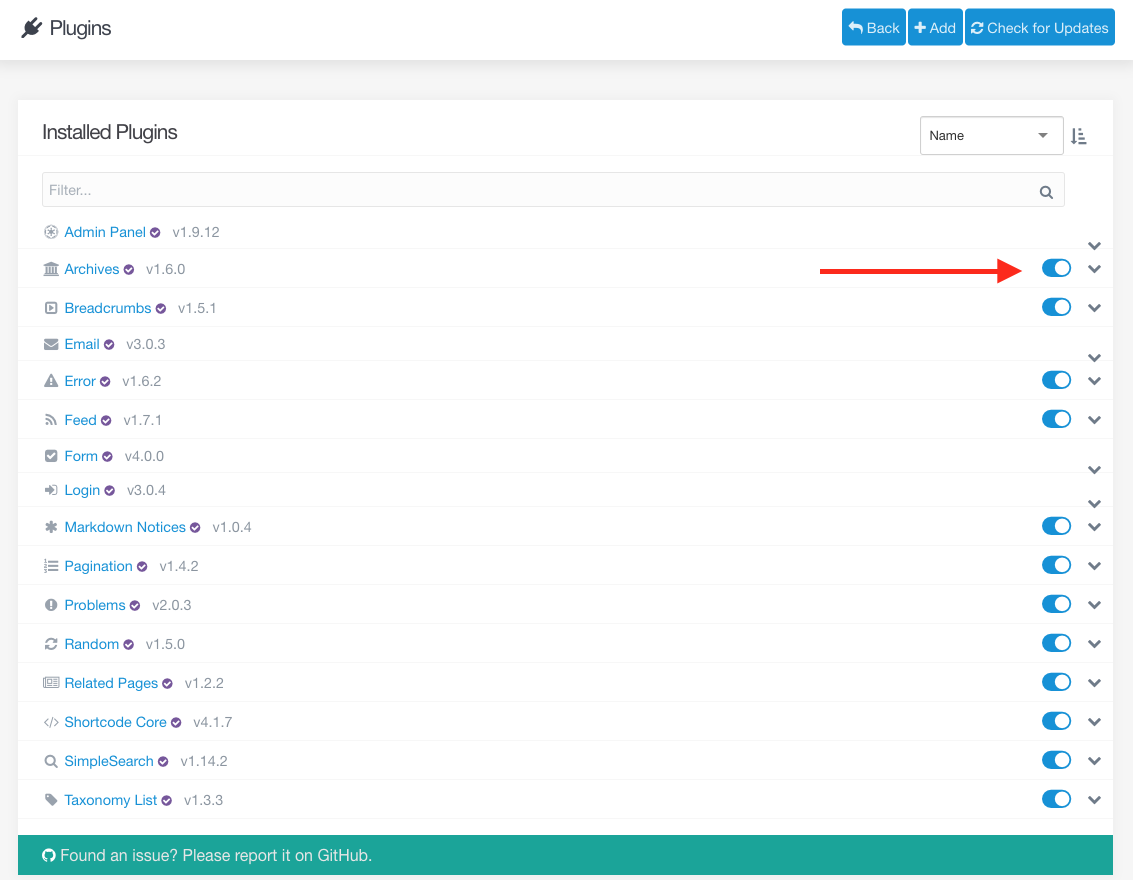 Plugins
Back Add Check for Updates
Installed Plugins
Name
Filter...
Admin Panel v1.9.12
Archives v1.6.0
Breadcrumbs v1.5.1
Email v3.0.3
Error v1.6.2
Feed v1.7.1
Form v4.0.0
Login v3.0.4
Markdown Notices v1.0.4
Pagination v1.4.2
Problems v2.0.3
Random v1.5.0
Related Pages v1.2.2
Shortcode Core v4.1.7
SimpleSearch v1.14.2
Taxonomy List v1.3.3
Found an issue? Please report it on GitHub.